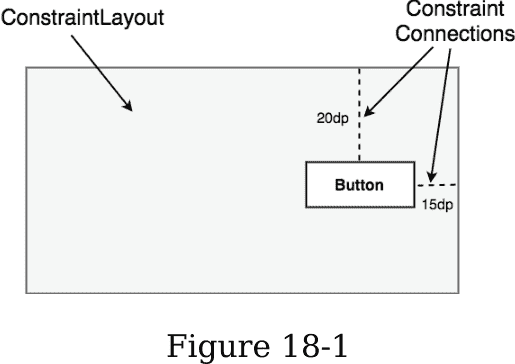 ConstraintLayout
Constraint
Connections
20dp
Button
15dp
Figure 18-1